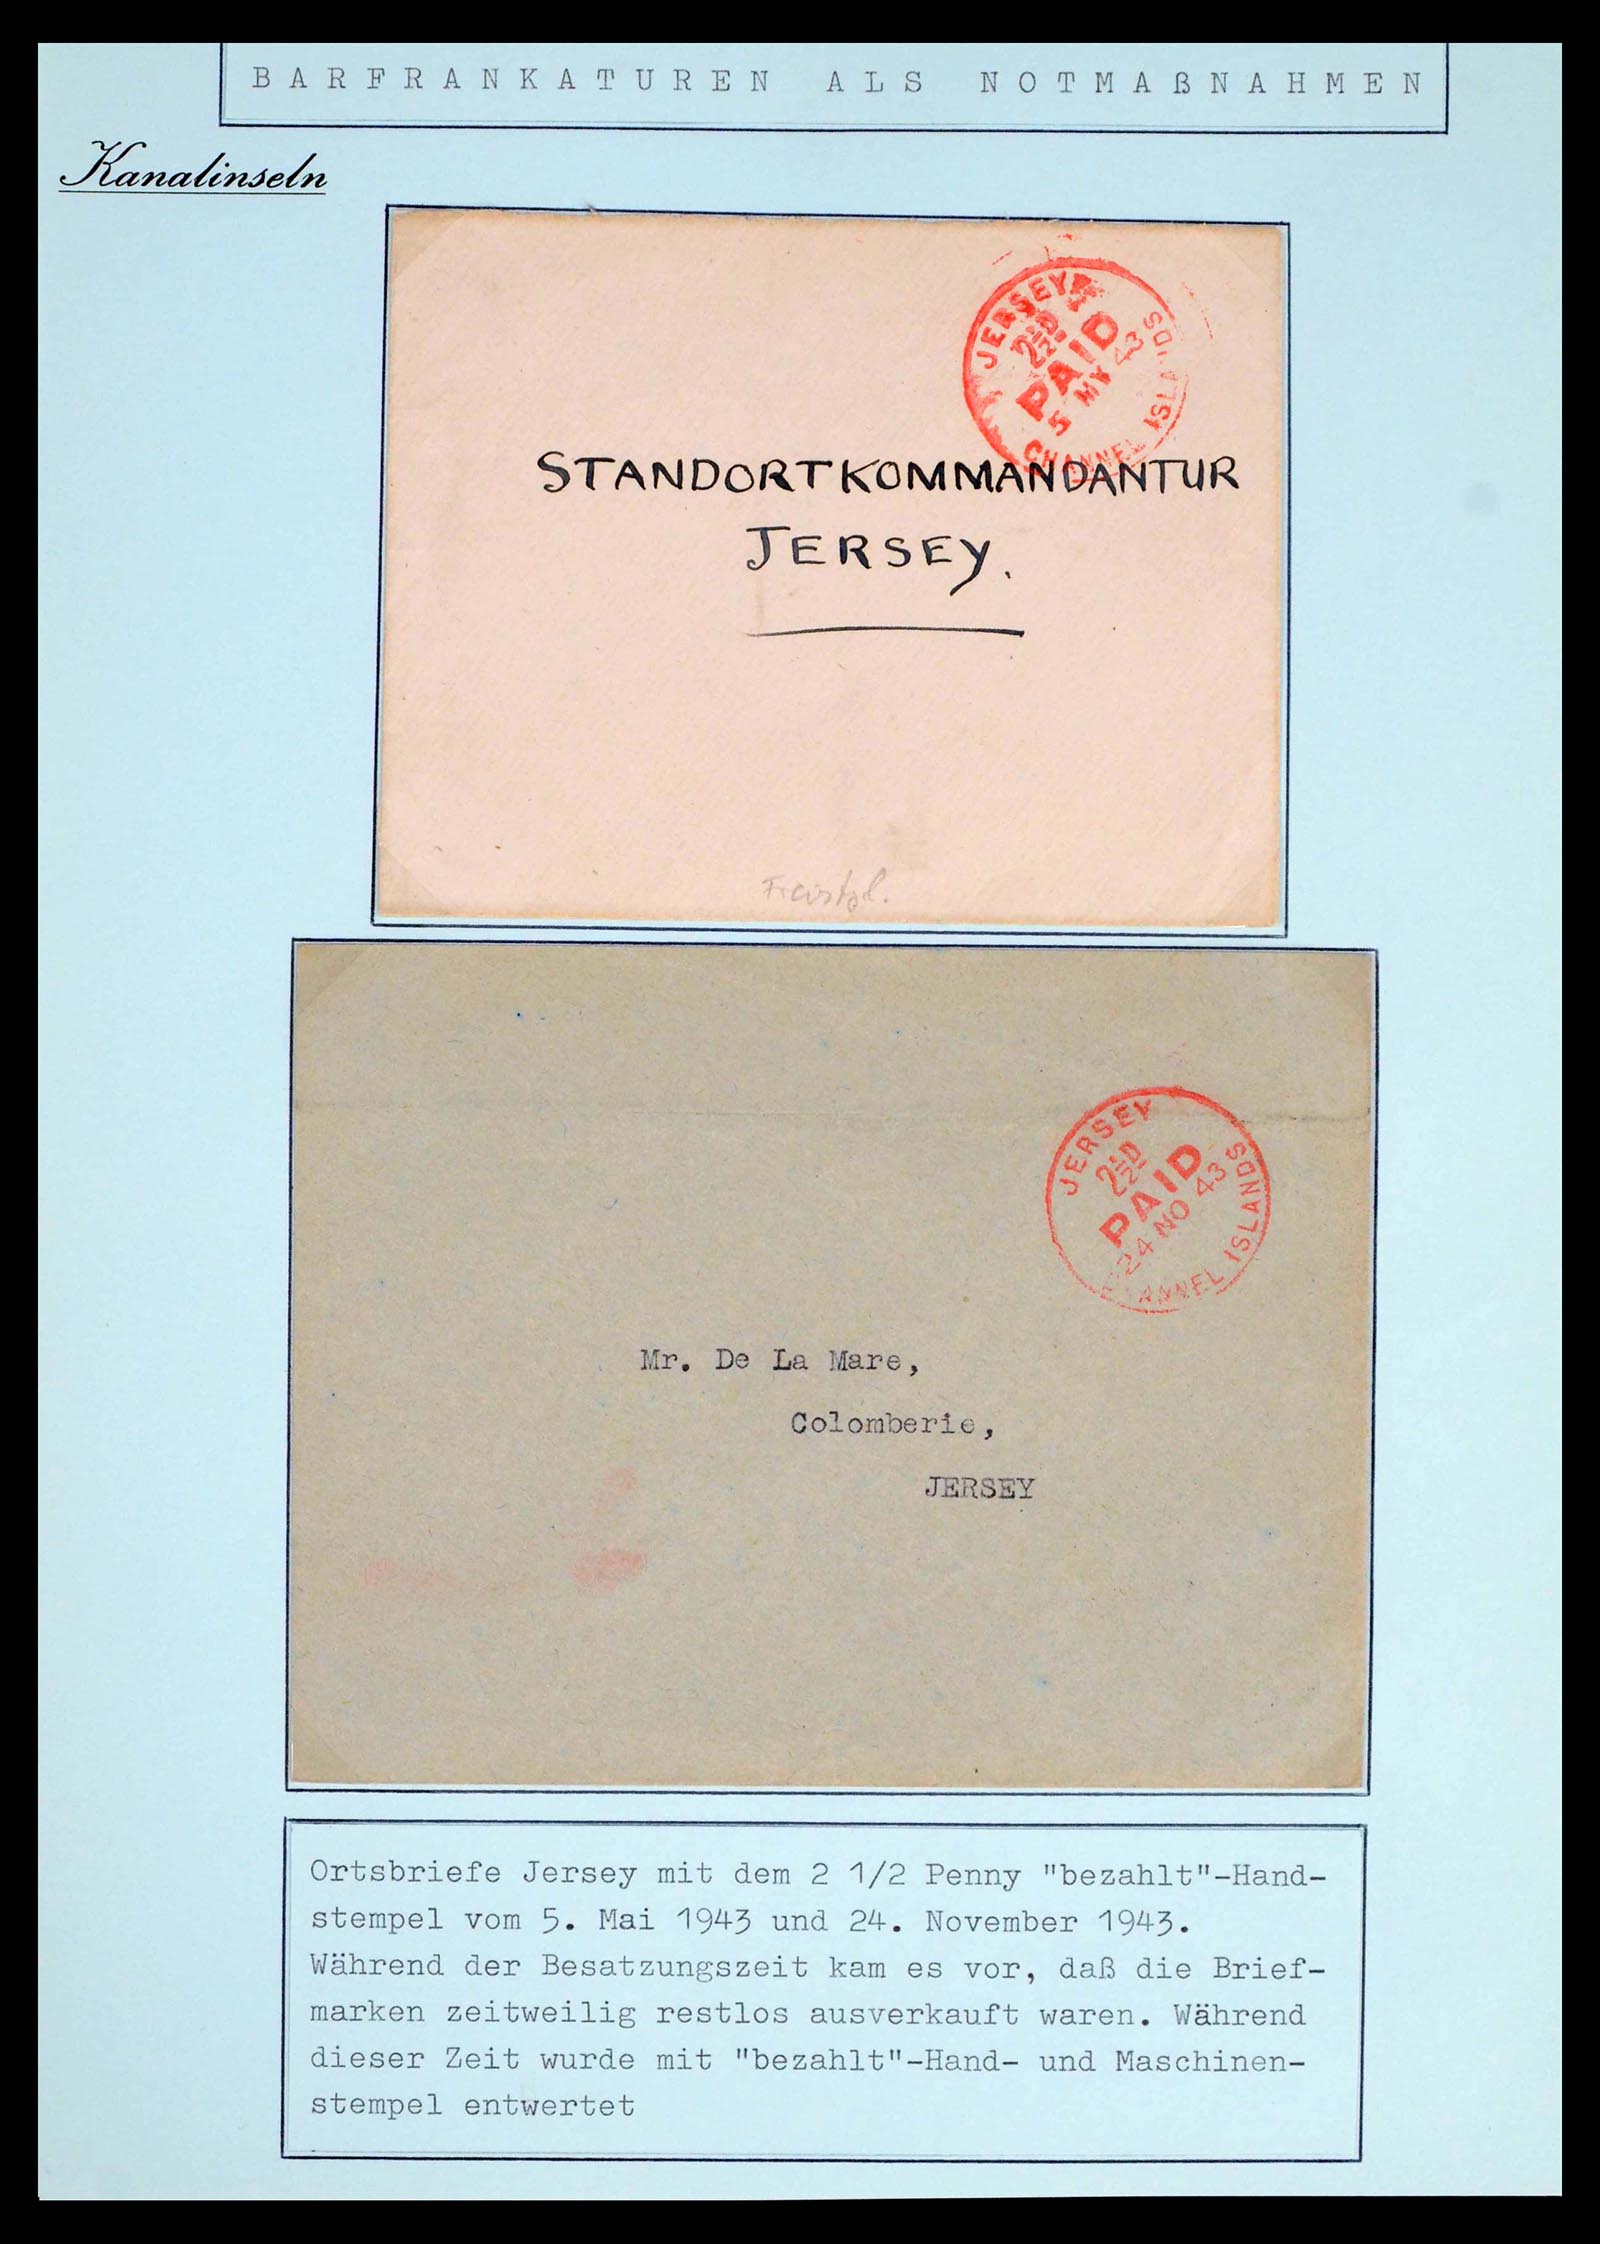 BARFRANKATUREN ALS NOTMAßNAHMEN
Kanalinseln
JERSEY
2½D
PAID
5 MY 43
CHANNEL ISLANDS
STANDORTKOMMANDANTUR
JERSEY.
JERSEY
2½D
PAID
24 NO 43
CHANNEL ISLANDS
Mr. De La Mare,
Colomberie,
JERSEY
Ortsbriefe Jersey mit dem 2 1/2 Penny "bezahlt"-Hand-
stempel vom 5. Mai 1943 und 24. November 1943.
Während der Besatzungszeit kam es vor, daß die Brief-
marken zeitweilig restlos ausverkauft waren. Während
dieser Zeit wurde mit "bezahlt"-Hand- und Maschinen-
stempel entwertet